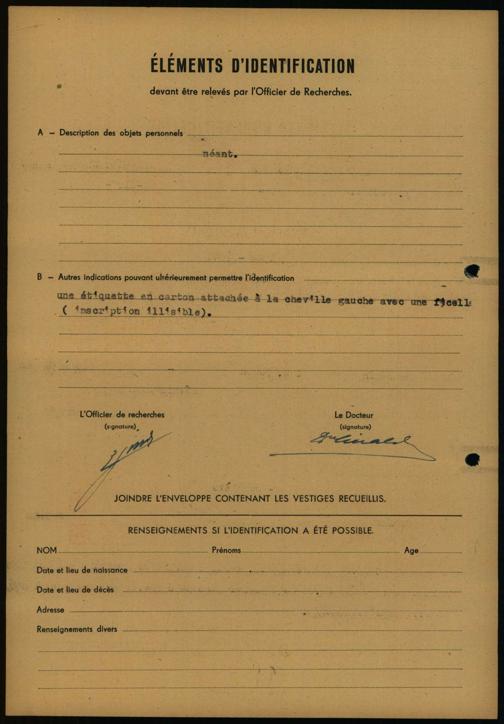 ÉLÉMENTS D'IDENTIFICATION
devant être relevés par l'Officier de Recherches.
A – Description des objets personnels
néant.
B – Autres indications pouvant ultérieurement permettre l'identification
une étiquette en carton attachée à la cheville gauche avec une ficell
( inscription illisible).
L'Officier de recherches
(signature)
Le Docteur
(signature)
JOINDRE L'ENVELOPPE CONTENANT LES VESTIGES RECUEILLIS.
RENSEIGNEMENTS SI L'IDENTIFICATION A ÉTÉ POSSIBLE.
NOM Prénoms Age
Date et lieu de naissance
Date et lieu de décès
Adresse
Renseignements divers